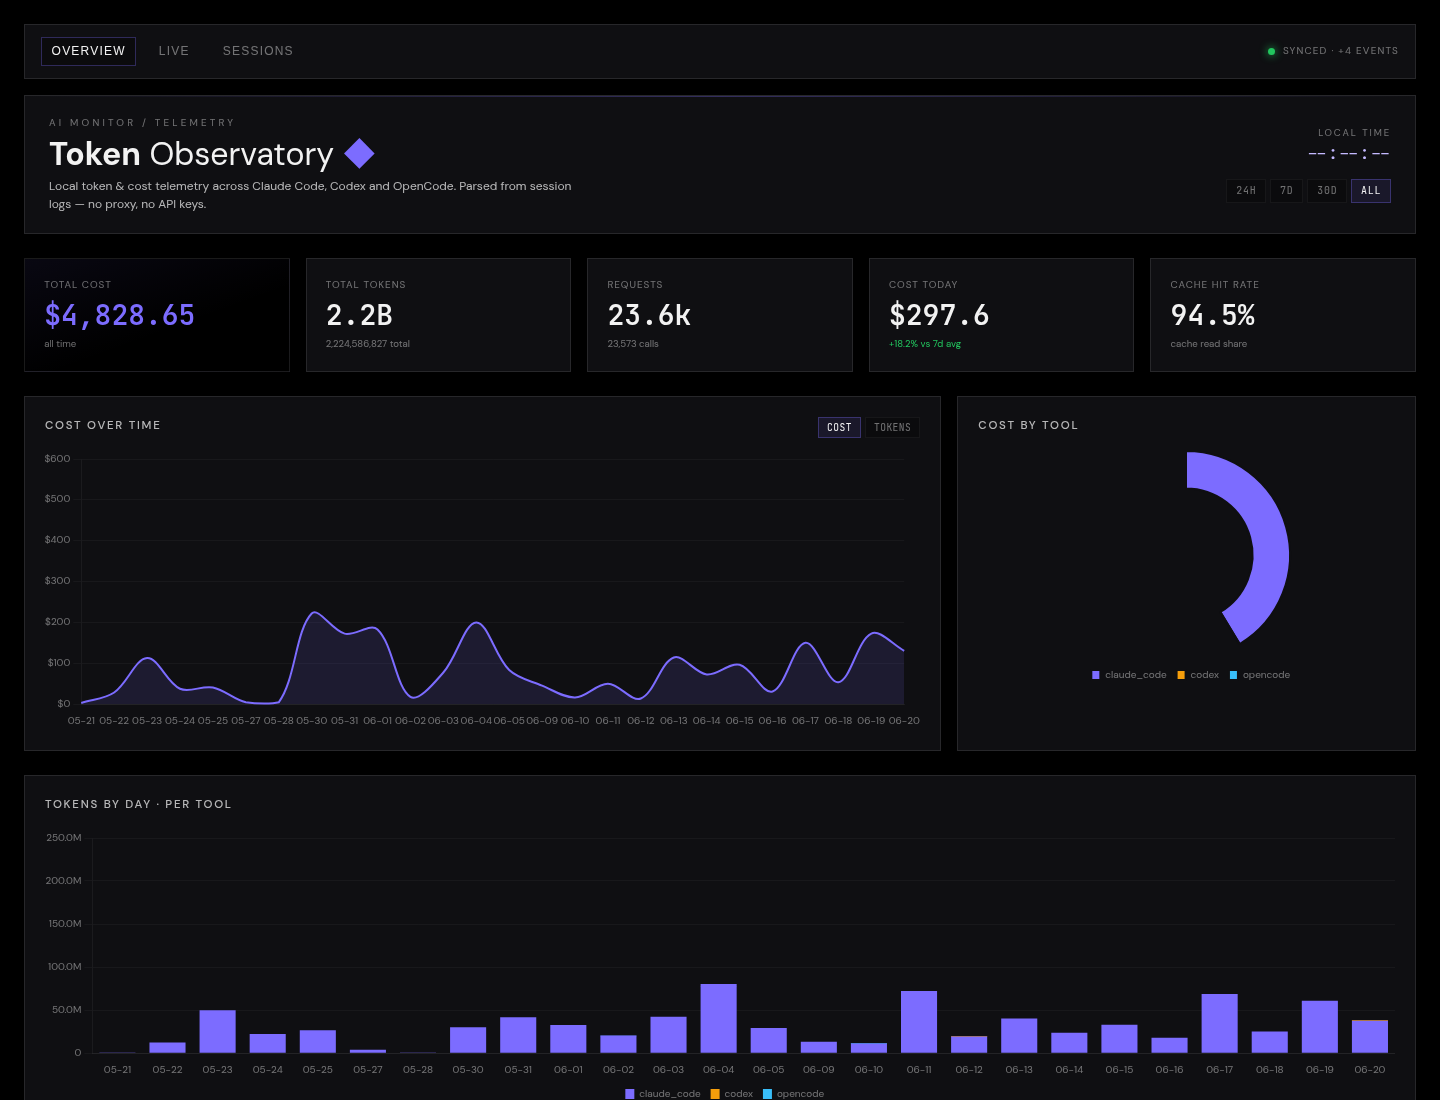 OVERVIEW LIVE SESSIONS SYNCED · +4 EVENTS
AI MONITOR / TELEMETRY
Token Observatory
Local token & cost telemetry across Claude Code, Codex and OpenCode. Parsed from session
logs — no proxy, no API keys.
LOCAL TIME
--:--:--
24H 7D 30D ALL
TOTAL COST
$4,828.65
all time
TOTAL TOKENS
2.2B
2,224,586,827 total
REQUESTS
23.6k
23,573 calls
COST TODAY
$297.6
+18.2% vs 7d avg
CACHE HIT RATE
94.5%
cache read share
COST OVER TIME
COST TOKENS
$600
$500
$400
$300
$200
$100
$0
05-21 05-22 05-23 05-24 05-25 05-27 05-28 05-30 05-31 06-01 06-02 06-03 06-04 06-05 06-09 06-10 06-11 06-12 06-13 06-14 06-15 06-16 06-17 06-18 06-19 06-20
COST BY TOOL
claude_code codex opencode
TOKENS BY DAY · PER TOOL
250.0M
200.0M
150.0M
100.0M
50.0M
0
05-21 05-22 05-23 05-24 05-25 05-27 05-28 05-30 05-31 06-01 06-02 06-03 06-04 06-05 06-09 06-10 06-11 06-12 06-13 06-14 06-15 06-16 06-17 06-18 06-19 06-20
claude_code codex opencode